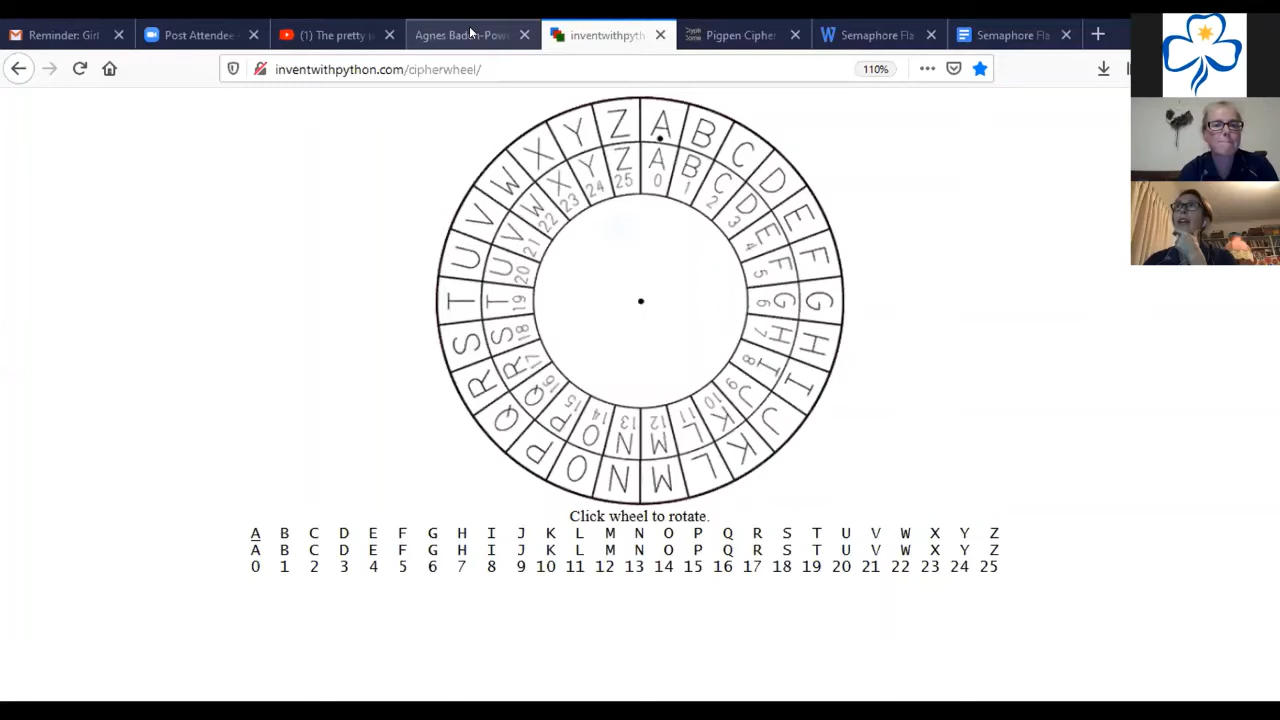 Reminder: Girl
Post Attendee -
(1) The pretty
Agnes Baden-Pow
inventwithpyth
Pigpen Cipher
Semaphore Fla
Semaphore Fla
inventwithpython.com/cipherwheel/
110%
A B C D E F G H I J K L M N O P Q R S T U V W X Y Z
A B C D E F G H I J K L M N O P Q R S T U V W X Y Z
0 1 2 3 4 5 6 7 8 9 10 11 12 13 14 15 16 17 18 19 20 21 22 23 24 25
Click wheel to rotate.
A B C D E F G H I J K L M N O P Q R S T U V W X Y Z
A B C D E F G H I J K L M N O P Q R S T U V W X Y Z
0 1 2 3 4 5 6 7 8 9 10 11 12 13 14 15 16 17 18 19 20 21 22 23 24 25